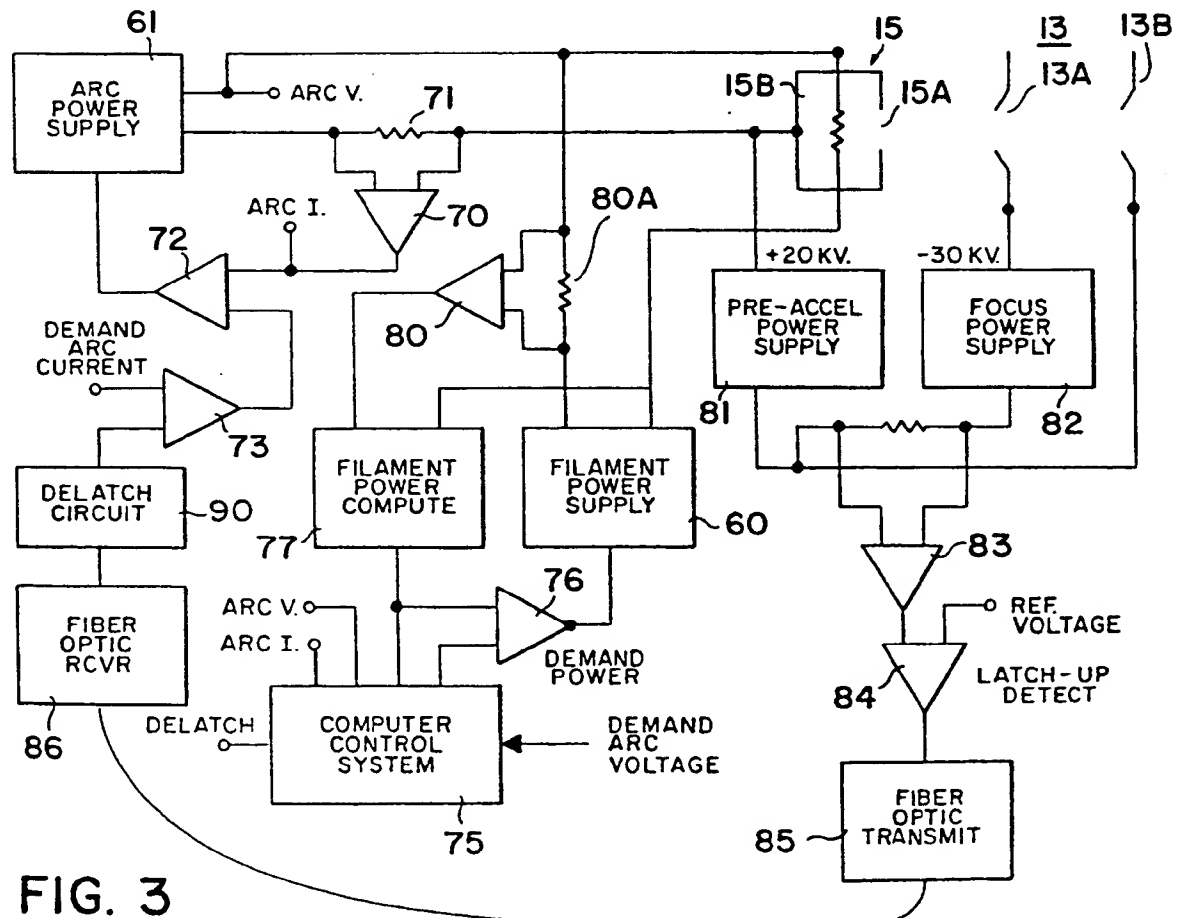 61
ARC
POWER
SUPPLY
ARC V.
71
15
15B
15A
13
13A
13B
ARC I.
70
80A
72
80
+20 KV.
-30 KV.
PRE-ACCEL
POWER
SUPPLY
81
FOCUS
POWER
SUPPLY
82
DEMAND
ARC
CURRENT
73
DELATCH
CIRCUIT
90
FILAMENT
POWER
COMPUTE
77
FILAMENT
POWER
SUPPLY
60
83
FIBER
OPTIC
RCVR
86
ARC V.
ARC I.
76
DEMAND
POWER
REF.
VOLTAGE
84
LATCH-UP
DETECT
DELATCH
COMPUTER
CONTROL
SYSTEM
75
DEMAND
ARC
VOLTAGE
85
FIBER
OPTIC
TRANSMIT
FIG. 3